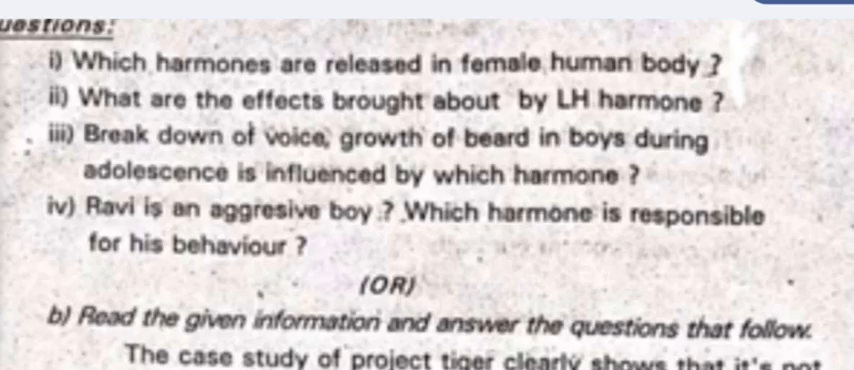 uestions:
i) Which harmones are released in female human body ?
ii) What are the effects brought about by LH harmone ?
iii) Break down of voice, growth of beard in boys during
adolescence is influenced by which harmone ?
iv) Ravi is an aggresive boy ? Which harmone is responsible
for his behaviour ?
(OR)
b) Read the given information and answer the questions that follow.
The case study of project tiger clearly shows that it's not